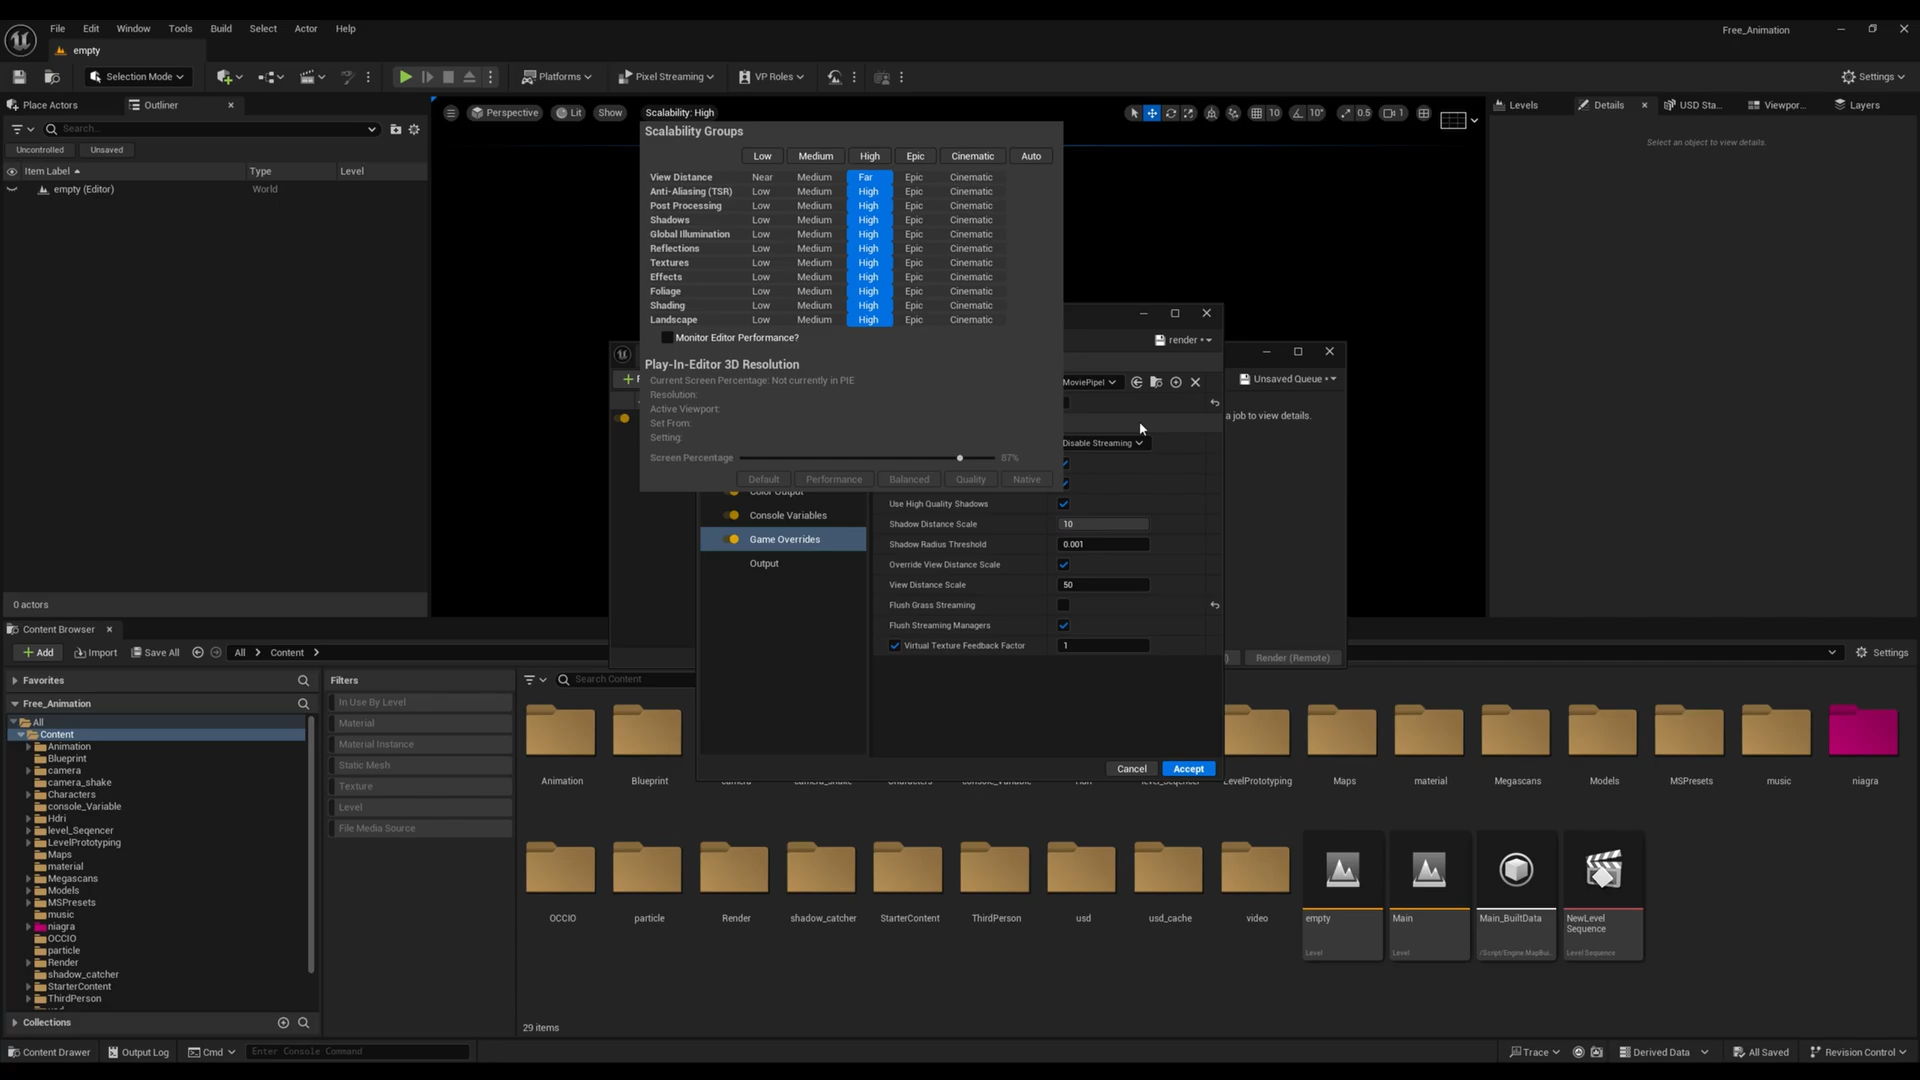 File Edit Window Tools Build Select Actor Help
Free_Animation
empty
Selection Mode
Platforms
Pixel Streaming
VP Roles
Settings
Place Actors
Outliner
Search...
Uncontrolled
Unsaved
Item Label
Type
Level
empty (Editor)
World
0 actors
Perspective
Lit
Show
Scalability: High
10
10°
0.5
1
Levels
Details
USD Sta...
Viewpor...
Layers
Select an object to view details.
Scalability Groups
Low Medium High Epic Cinematic Auto
View Distance Near Medium Far Epic Cinematic
Anti-Aliasing (TSR) Low Medium High Epic Cinematic
Post Processing Low Medium High Epic Cinematic
Shadows Low Medium High Epic Cinematic
Global Illumination Low Medium High Epic Cinematic
Reflections Low Medium High Epic Cinematic
Textures Low Medium High Epic Cinematic
Effects Low Medium High Epic Cinematic
Foliage Low Medium High Epic Cinematic
Shading Low Medium High Epic Cinematic
Landscape Low Medium High Epic Cinematic
Monitor Editor Performance?
Play-In-Editor 3D Resolution
Current Screen Percentage: Not currently in PIE
Resolution:
Active Viewport:
Set From:
Setting:
Screen Percentage 87%
Default Performance Balanced Quality Native
render *
MoviePipel
Unsaved Queue *
a job to view details.
Disable Streaming
Color Output
Console Variables
Game Overrides
Output
Use High Quality Shadows
Shadow Distance Scale 10
Shadow Radius Threshold 0.001
Override View Distance Scale
View Distance Scale 50
Flush Grass Streaming
Flush Streaming Managers
Virtual Texture Feedback Factor 1
Cancel
Accept
)
Render (Remote)
Content Browser
Add
Import
Save All
All
Content
Settings
Favorites
Free_Animation
All
Content
Animation
Blueprint
camera
camera_shake
Characters
console_Variable
Hdri
level_Seqencer
LevelPrototyping
Maps
material
Megascans
Models
MSPresets
music
niagra
OCCIO
particle
Render
shadow_catcher
StarterContent
ThirdPerson
Collections
Filters
In Use By Level
Material
Material Instance
Static Mesh
Texture
Level
File Media Source
Search Content
Animation
Blueprint
LevelPrototyping
Maps
material
Megascans
Models
MSPresets
music
niagra
OCCIO
particle
Render
shadow_catcher
StarterContent
ThirdPerson
usd
usd_cache
video
empty
Level
Main
Level
Main_BuiltData
/Script/Engine.MapBui...
NewLevel
Sequence
Level Sequence
29 items
Content Drawer
Output Log
Cmd
Enter Console Command
Trace
Derived Data
All Saved
Revision Control